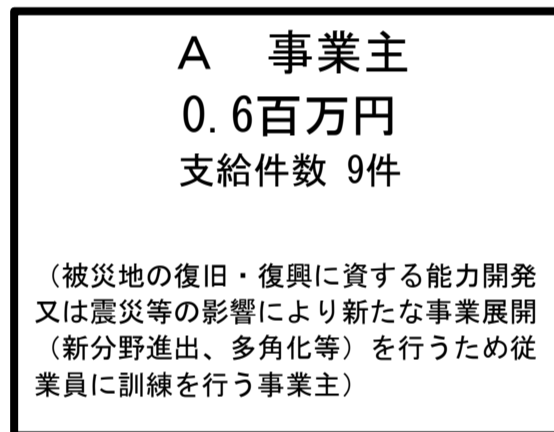 A 事業主
0.6百万円
支給件数 9件
（被災地の復旧・復興に資する能力開発
又は震災等の影響により新たな事業展開
（新分野進出、多角化等）を行うため従
業員に訓練を行う事業主）